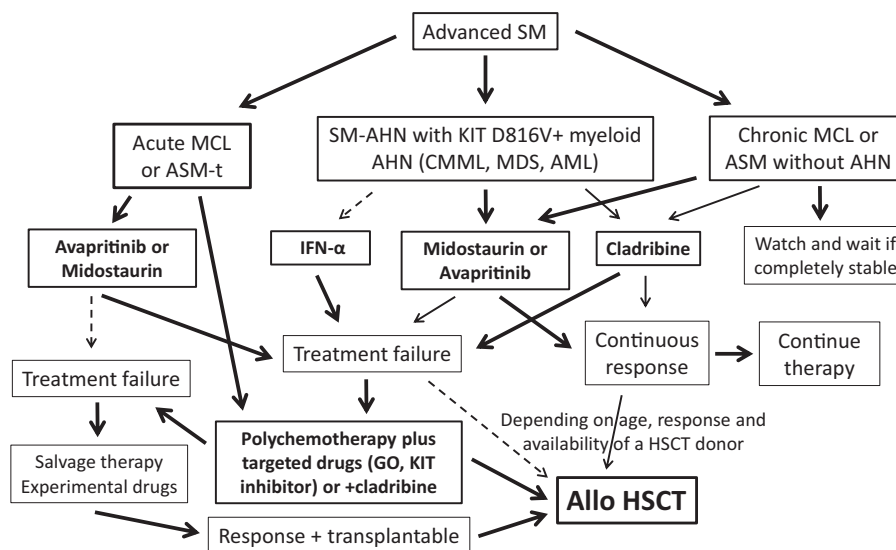 Advanced SM
Acute MCL
or ASM-t
SM-AHN with KIT D816V+ myeloid
AHN (CMML, MDS, AML)
Chronic MCL or
ASM without AHN
Avapritinib or
Midostaurin
IFN-α
Midostaurin or
Avapritinib
Cladribine
Watch and wait if
completely stable
Treatment failure
Treatment failure
Continuous
response
Continue
therapy
Depending on age, response and
availability of a HSCT donor
Salvage therapy
Experimental drugs
Polychemotherapy plus
targeted drugs (GO, KIT
inhibitor) or +cladribine
Allo HSCT
Response + transplantable